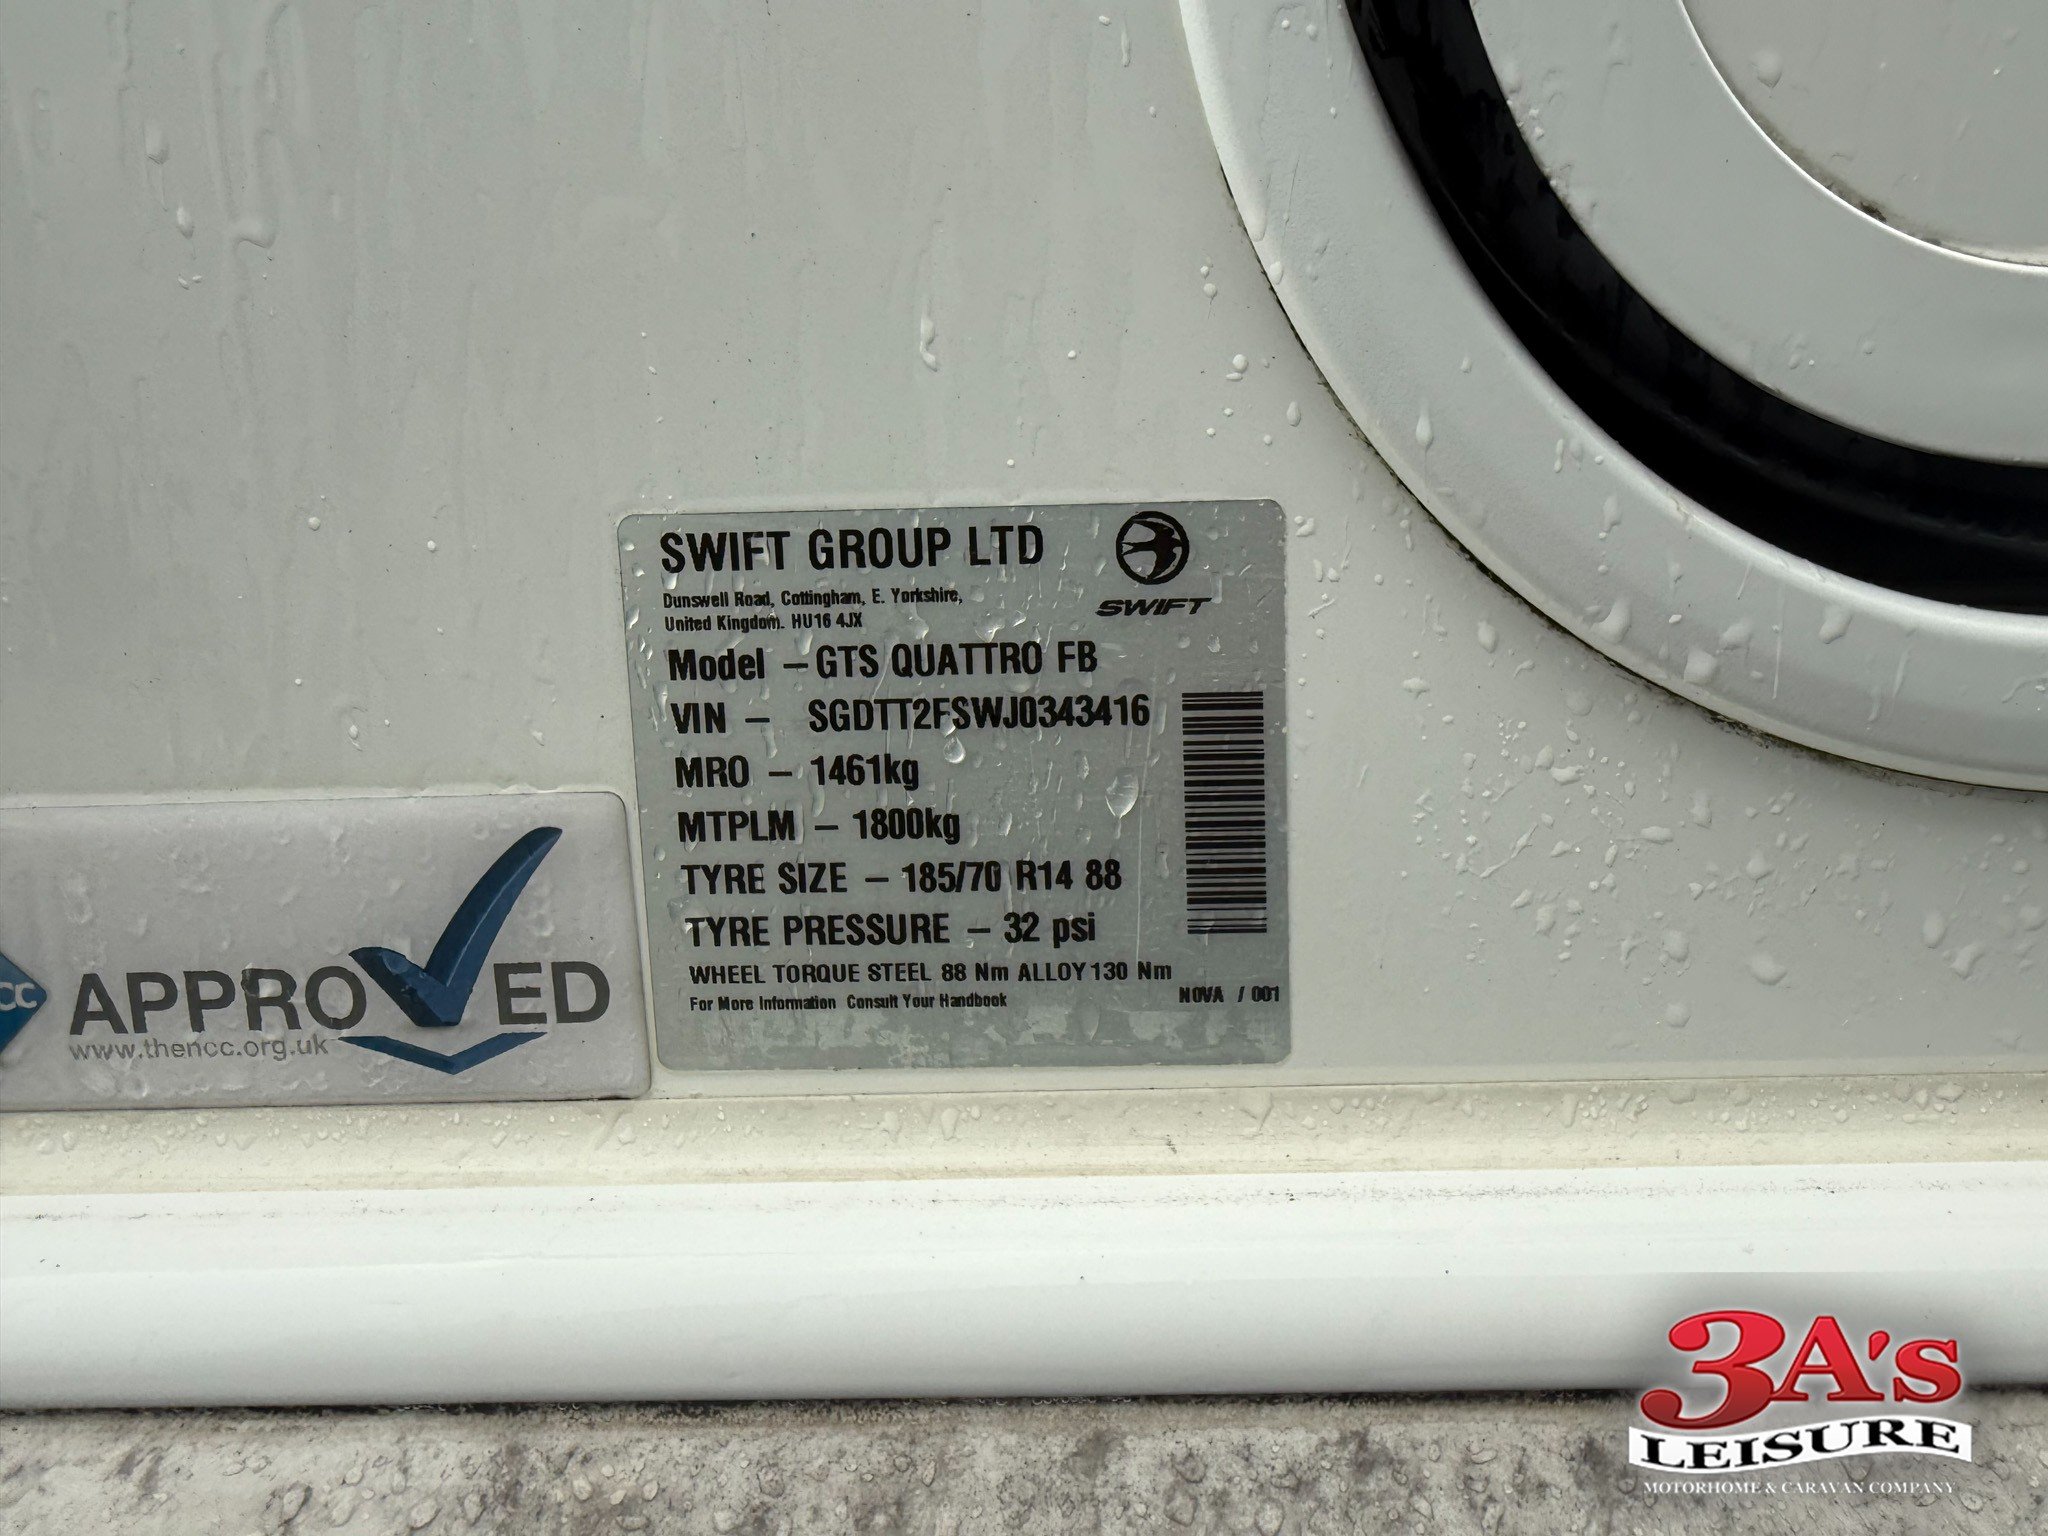 SWIFT GROUP LTD
Dunswell Road, Cottingham, E. Yorkshire,
United Kingdom. HU16 4JX
SWIFT
Model – GTS QUATTRO FB
VIN – SGDTT2FSWJ0343416
MRO – 1461kg
MTPLM – 1800kg
TYRE SIZE – 185/70 R14 88
TYRE PRESSURE – 32 psi
WHEEL TORQUE STEEL 88 Nm ALLOY 130 Nm
For More Information Consult Your Handbook
NOVA / 001
CC
APPROVED
www.thencc.org.uk
3A's
LEISURE
MOTORHOME & CARAVAN COMPANY